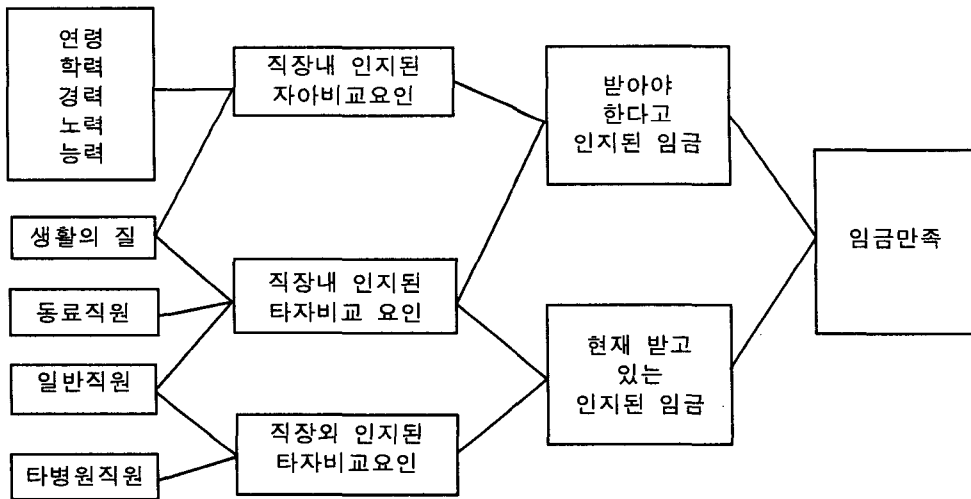 연령
학력
경력
노력
능력
생활의 질
동료직원
일반직원
타병원직원
직장내 인지된
자아비교요인
직장내 인지된
타자비교 요인
직장외 인지된
타자비교요인
받아야
한다고
인지된 임금
현재 받고
있는
인지된 임금
임금만족